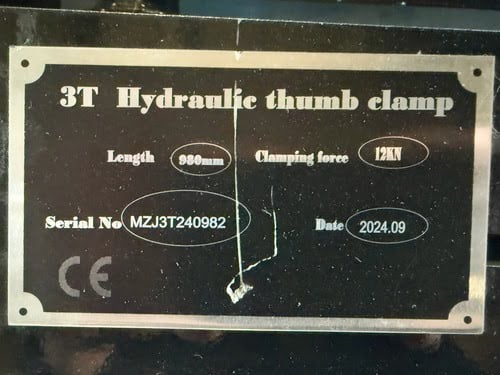 3T Hydraulic thumb clamp
Length 980mm Clamping force 12KN
Serial No MZJ3T240982 Date 2024.09
CE